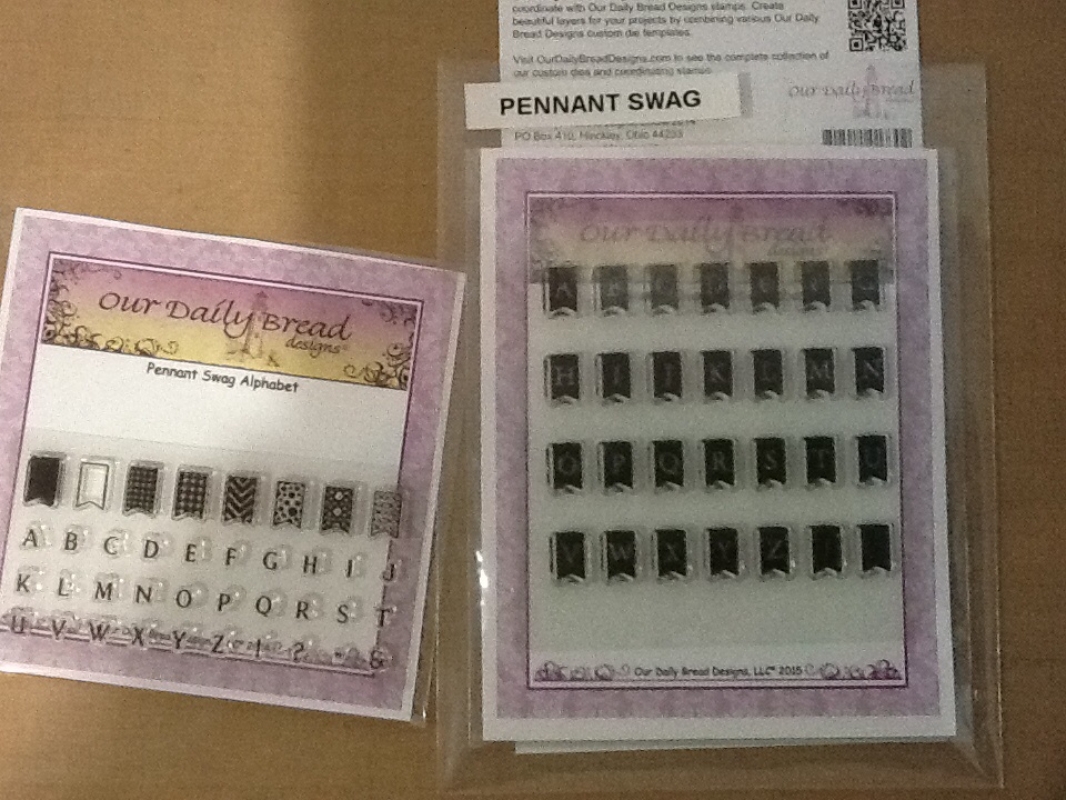 coordinate with Our Daily Bread Designs stamps. Create
beautiful layers for your projects by combining various Our Daily
Bread Designs custom die templates.
Visit OurDailyBreadDesigns.com to see the complete collection of
our custom dies and coordinating stamps.
Our Daily Bread
PENNANT SWAG
PO Box 410, Hinckley, Ohio 44233
Our Daily Bread
designs
A B C D E F G
H I J K L M N
O P Q R S T U
V W X Y Z
Our Daily Bread Designs, LLC 2015
Our Daily Bread
designs
Pennant Swag Alphabet
A B C D E F G H I J
K L M N O P Q R S T
U V W X Y Z ! ? &